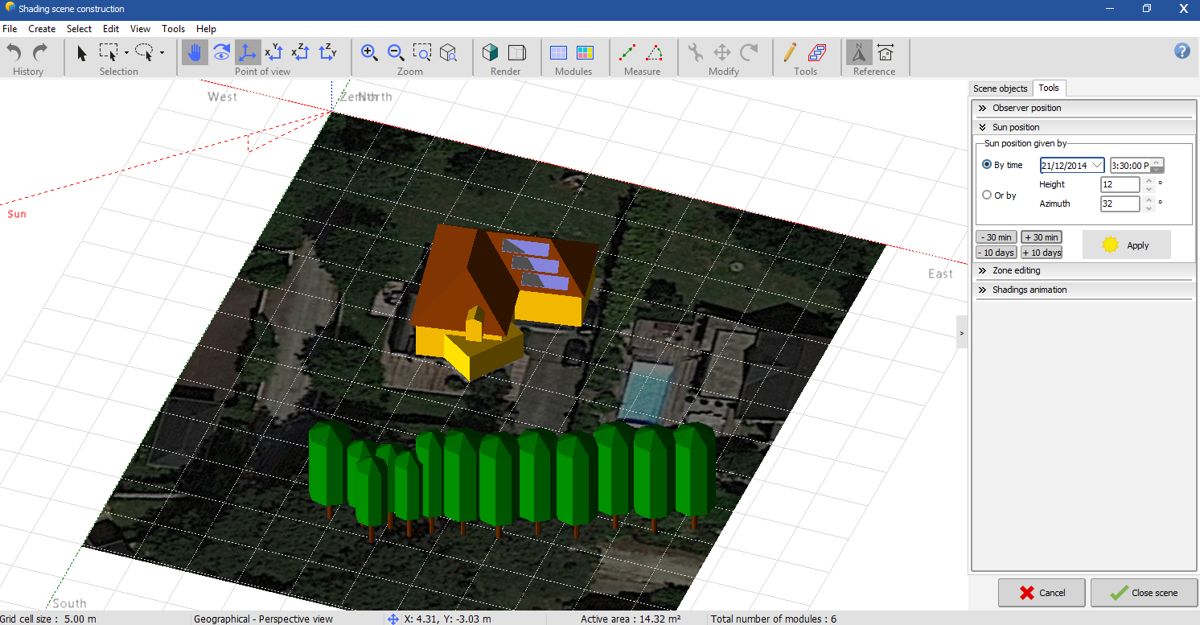 Shading scene construction
File Create Select Edit View Tools Help
History Selection Point of view Zoom Render Modules Measure Modify Tools Reference
West Zenith North
Sun
East
South
Scene objects Tools
Observer position
Sun position
Sun position given by
By time 21/12/2014 3:30:00 P
Height 12 °
Or by
Azimuth 32 °
- 30 min + 30 min
Apply
- 10 days + 10 days
Zone editing
Shadings animation
Cancel Close scene
Grid cell size : 5.00 m Geographical - Perspective view X: 4.31, Y: -3.03 m Active area : 14.32 m² Total number of modules : 6